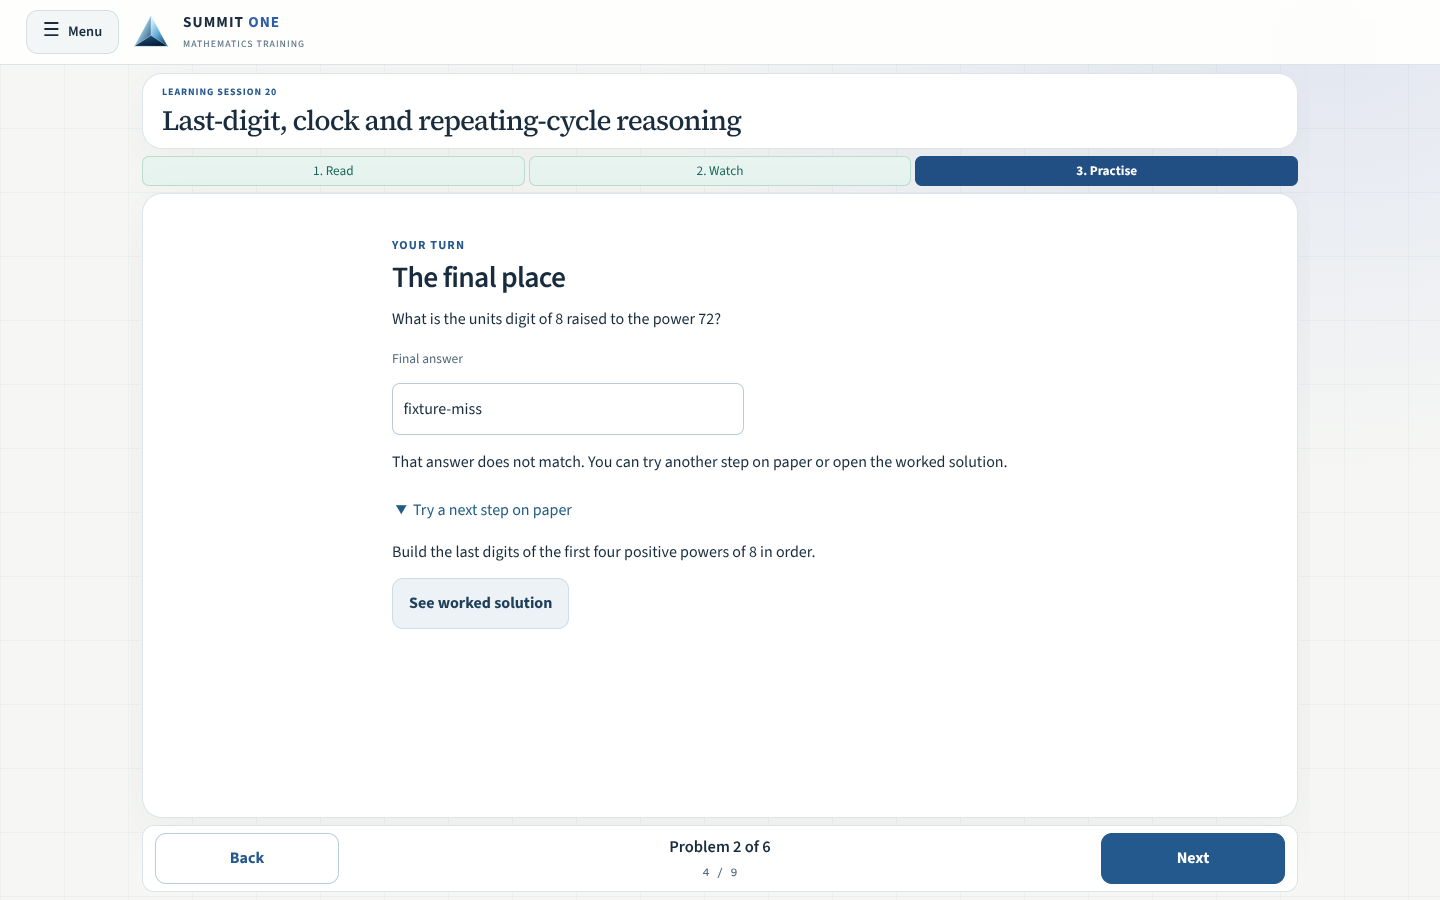 ☰ Menu
SUMMIT ONE
MATHEMATICS TRAINING
LEARNING SESSION 20
Last-digit, clock and repeating-cycle reasoning
1. Read
2. Watch
3. Practise
YOUR TURN
The final place
What is the units digit of 8 raised to the power 72?
Final answer
fixture-miss
That answer does not match. You can try another step on paper or open the worked solution.
▼ Try a next step on paper
Build the last digits of the first four positive powers of 8 in order.
See worked solution
Back
Problem 2 of 6
4 / 9
Next